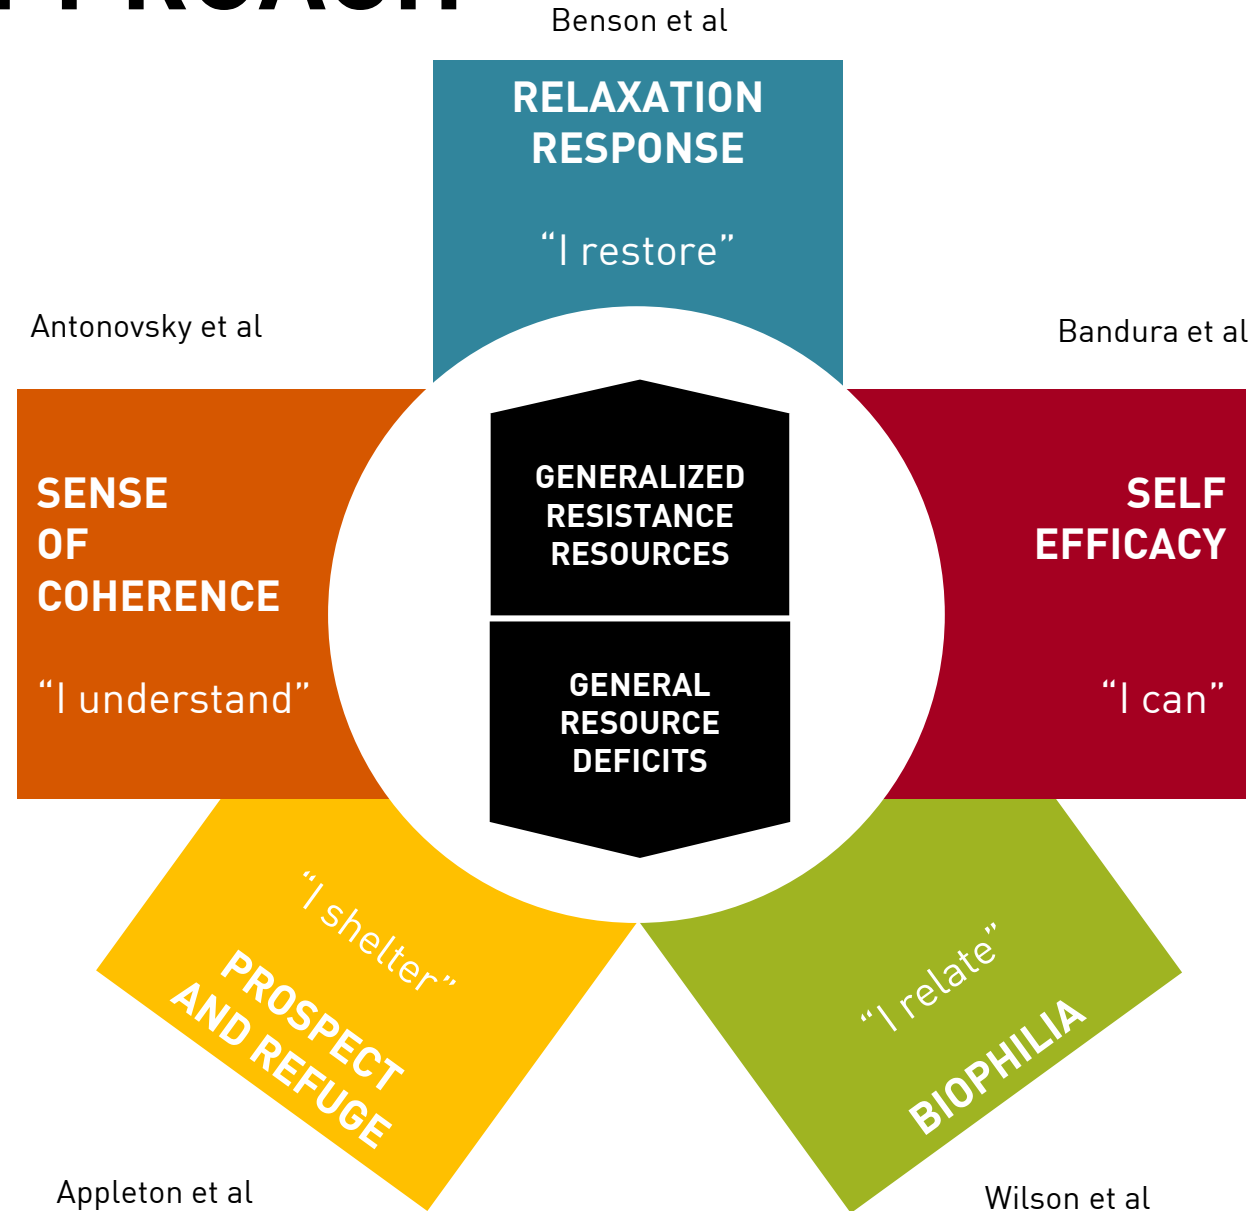 Benson et al
RELAXATION
RESPONSE
“I restore”
Antonovsky et al
Bandura et al
SENSE
OF
COHERENCE
“I understand”
GENERALIZED
RESISTANCE
RESOURCES
GENERAL
RESOURCE
DEFICITS
SELF
EFFICACY
“I can”
“I shelter”
PROSPECT
AND REFUGE
“I relate”
BIOPHILIA
Appleton et al
Wilson et al